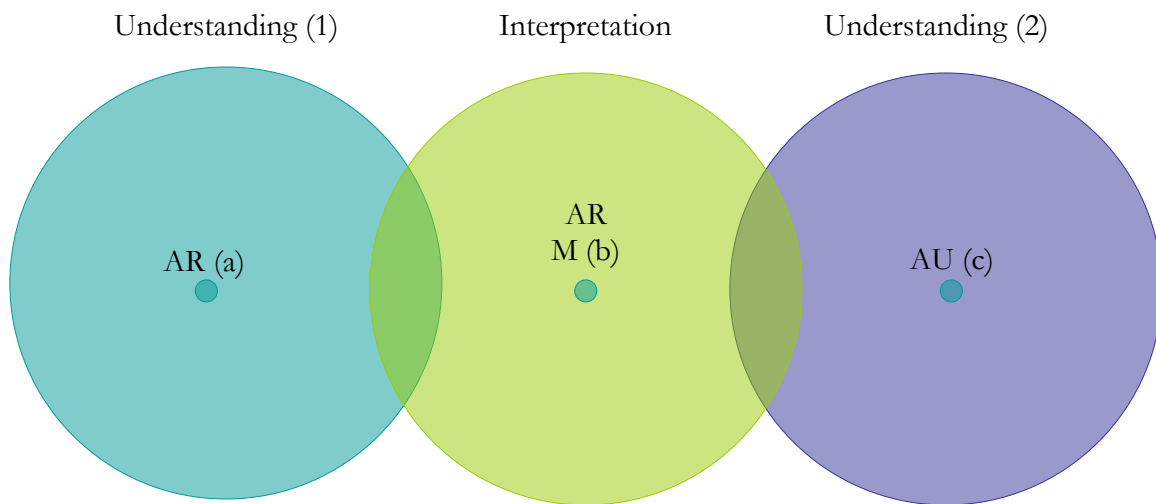 Understanding (1)
Interpretation
Understanding (2)
AR (a)
AR
M (b)
AU (c)